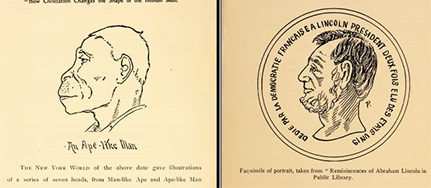 "How Civilization Changes the Shape of the Human Man."
An Ape-like Man
THE NEW YORK WORLD of the above date gave illustrations
of a series of seven heads, from Man-like Ape and Ape-like Man
DÉDIÉ PAR LA DÉMOCRATIE FRANÇAISE A LINCOLN PRÉSIDENT DEUX FOIS ELU DES ETATS UNIS
P.
Fac-simile of portrait, taken from "Reminiscences of Abraham Lincoln in
Public Library.